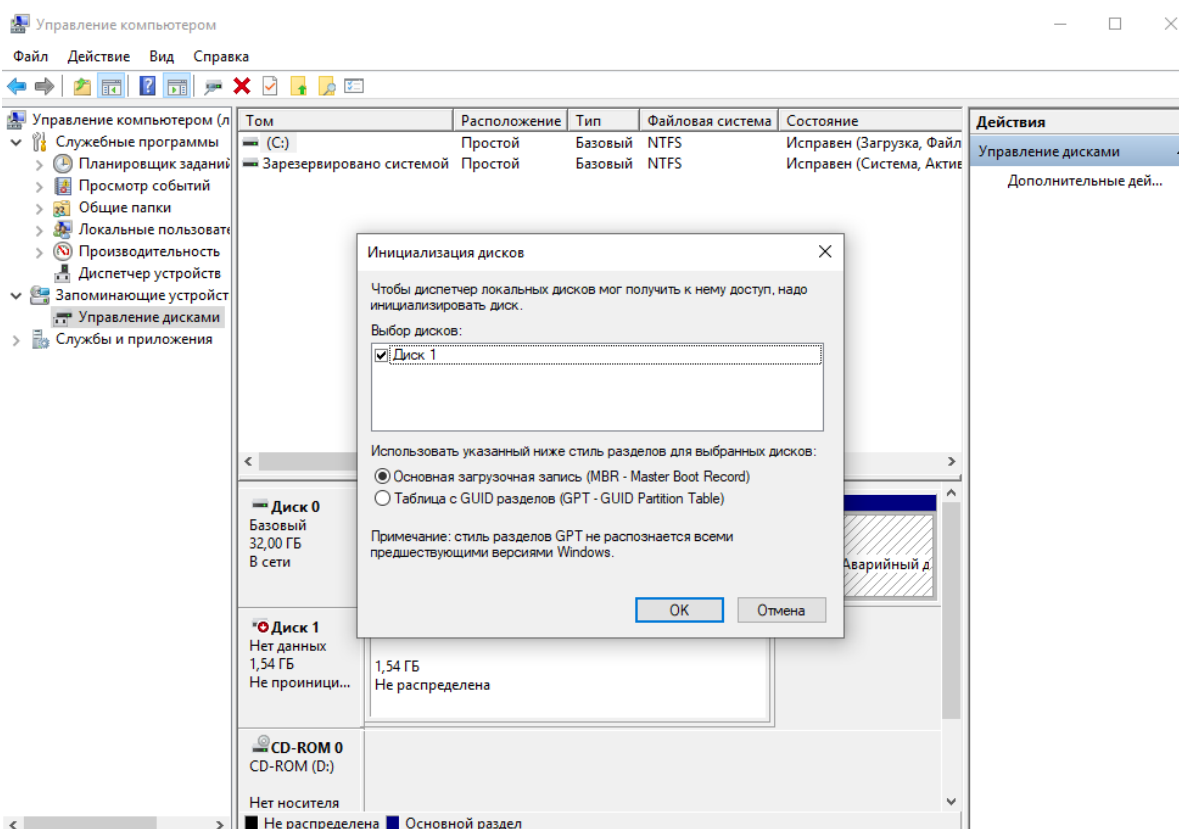 Управление компьютером
Файл Действие Вид Справка
Управление компьютером (л
Служебные программы
Планировщик заданий
Просмотр событий
Общие папки
Локальные пользовате
Производительность
Диспетчер устройств
Запоминающие устройст
Управление дисками
Службы и приложения
Том Расположение Тип Файловая система Состояние
(C:) Простой Базовый NTFS Исправен (Загрузка, Файл
Зарезервировано системой Простой Базовый NTFS Исправен (Система, Актив
Действия
Управление дисками
Дополнительные дей...
Инициализация дисков
Чтобы диспетчер локальных дисков мог получить к нему доступ, надо
инициализировать диск.
Выбор дисков:
Диск 1
Использовать указанный ниже стиль разделов для выбранных дисков:
Основная загрузочная запись (MBR - Master Boot Record)
Таблица с GUID разделов (GPT - GUID Partition Table)
Примечание: стиль разделов GPT не распознается всеми
предшествующими версиями Windows.
OK Отмена
Диск 0
Базовый
32,00 ГБ
В сети
Аварийный д
Диск 1
Нет данных
1,54 ГБ
Не проиници...
1,54 ГБ
Не распределена
CD-ROM 0
CD-ROM (D:)
Нет носителя
Не распределена Основной раздел